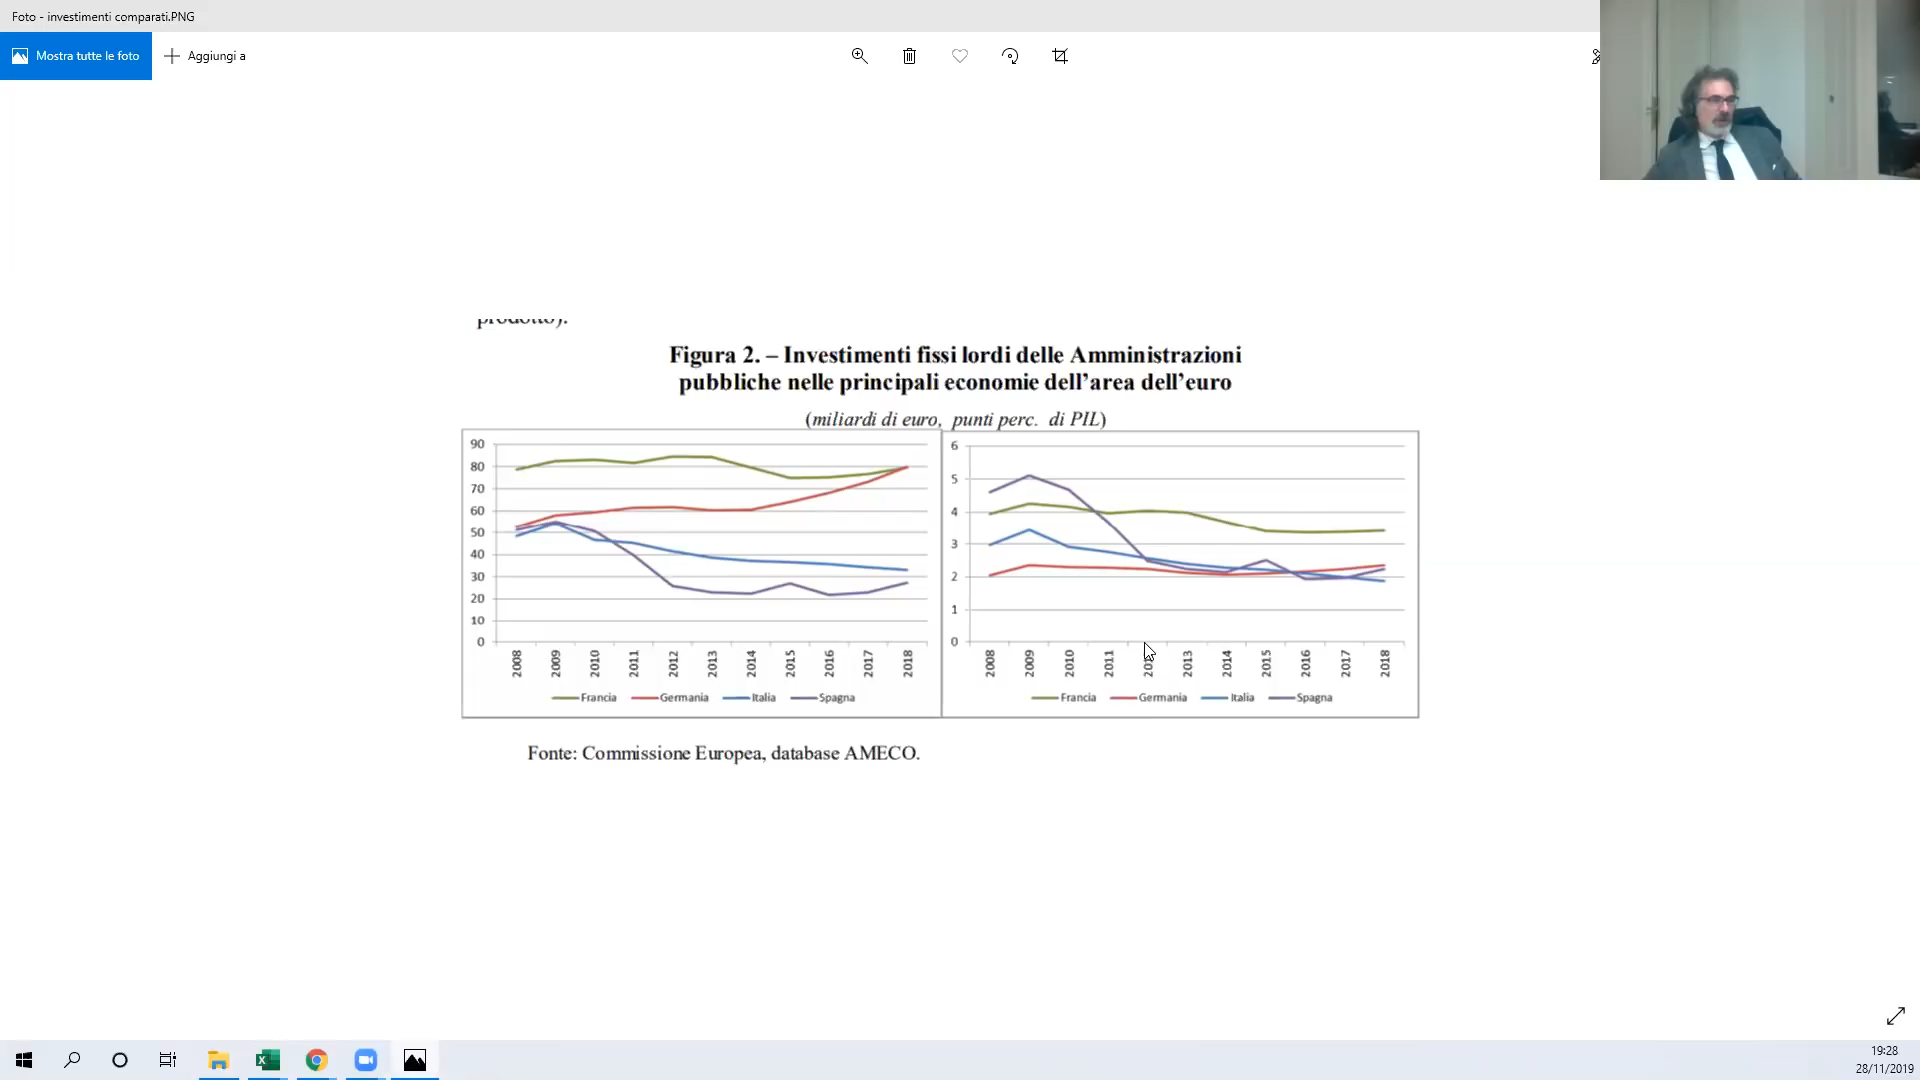 Foto - investimenti comparati.PNG
Mostra tutte le foto
Aggiungi a
prodotto).
Figura 2. – Investimenti fissi lordi delle Amministrazioni
pubbliche nelle principali economie dell'area dell'euro
(miliardi di euro, punti perc. di PIL)
90
80
70
60
50
40
30
20
10
0
2008 2009 2010 2011 2012 2013 2014 2015 2016 2017 2018
Francia Germania Italia Spagna
6
5
4
3
2
1
0
2008 2009 2010 2011 2013 2014 2015 2016 2017 2018
Francia Germania Italia Spagna
Fonte: Commissione Europea, database AMECO.
19:28
28/11/2019